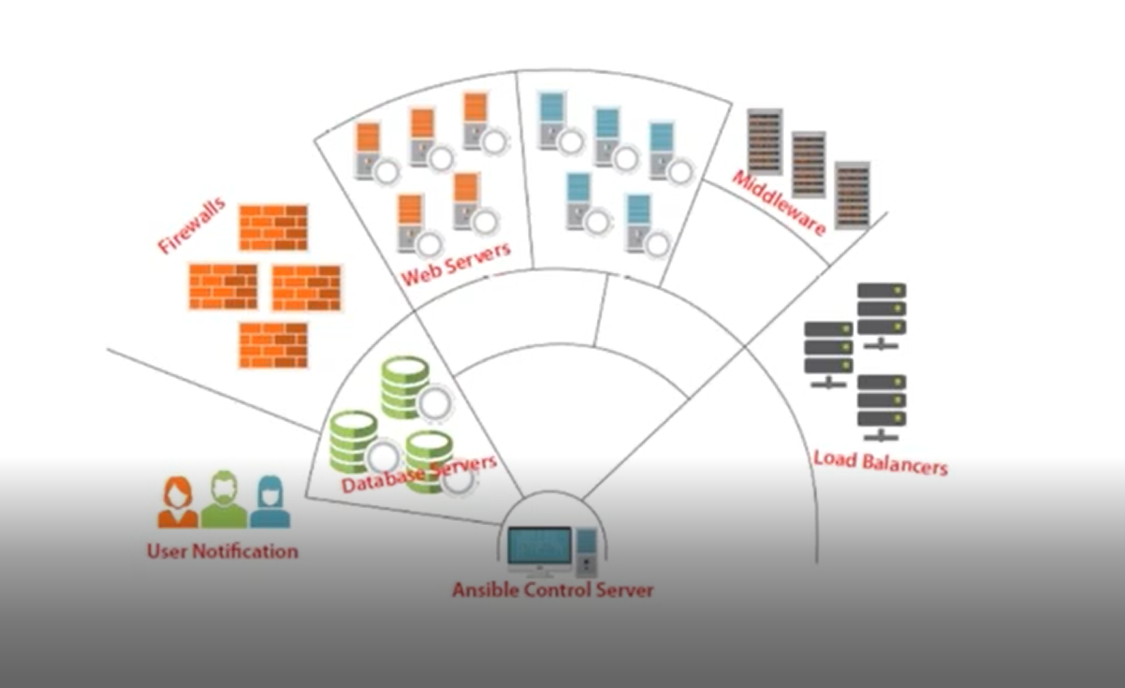 Firewalls
Web Servers
Middleware
Database Servers
Load Balancers
User Notification
Ansible Control Server